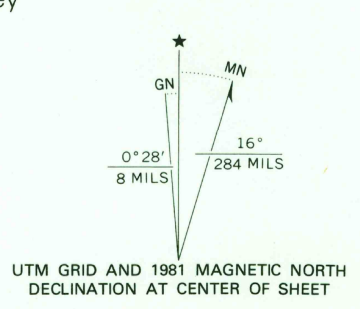 ey
★
MN
GN
16°
0°28'
284 MILS
8 MILS
UTM GRID AND 1981 MAGNETIC NORTH
DECLINATION AT CENTER OF SHEET